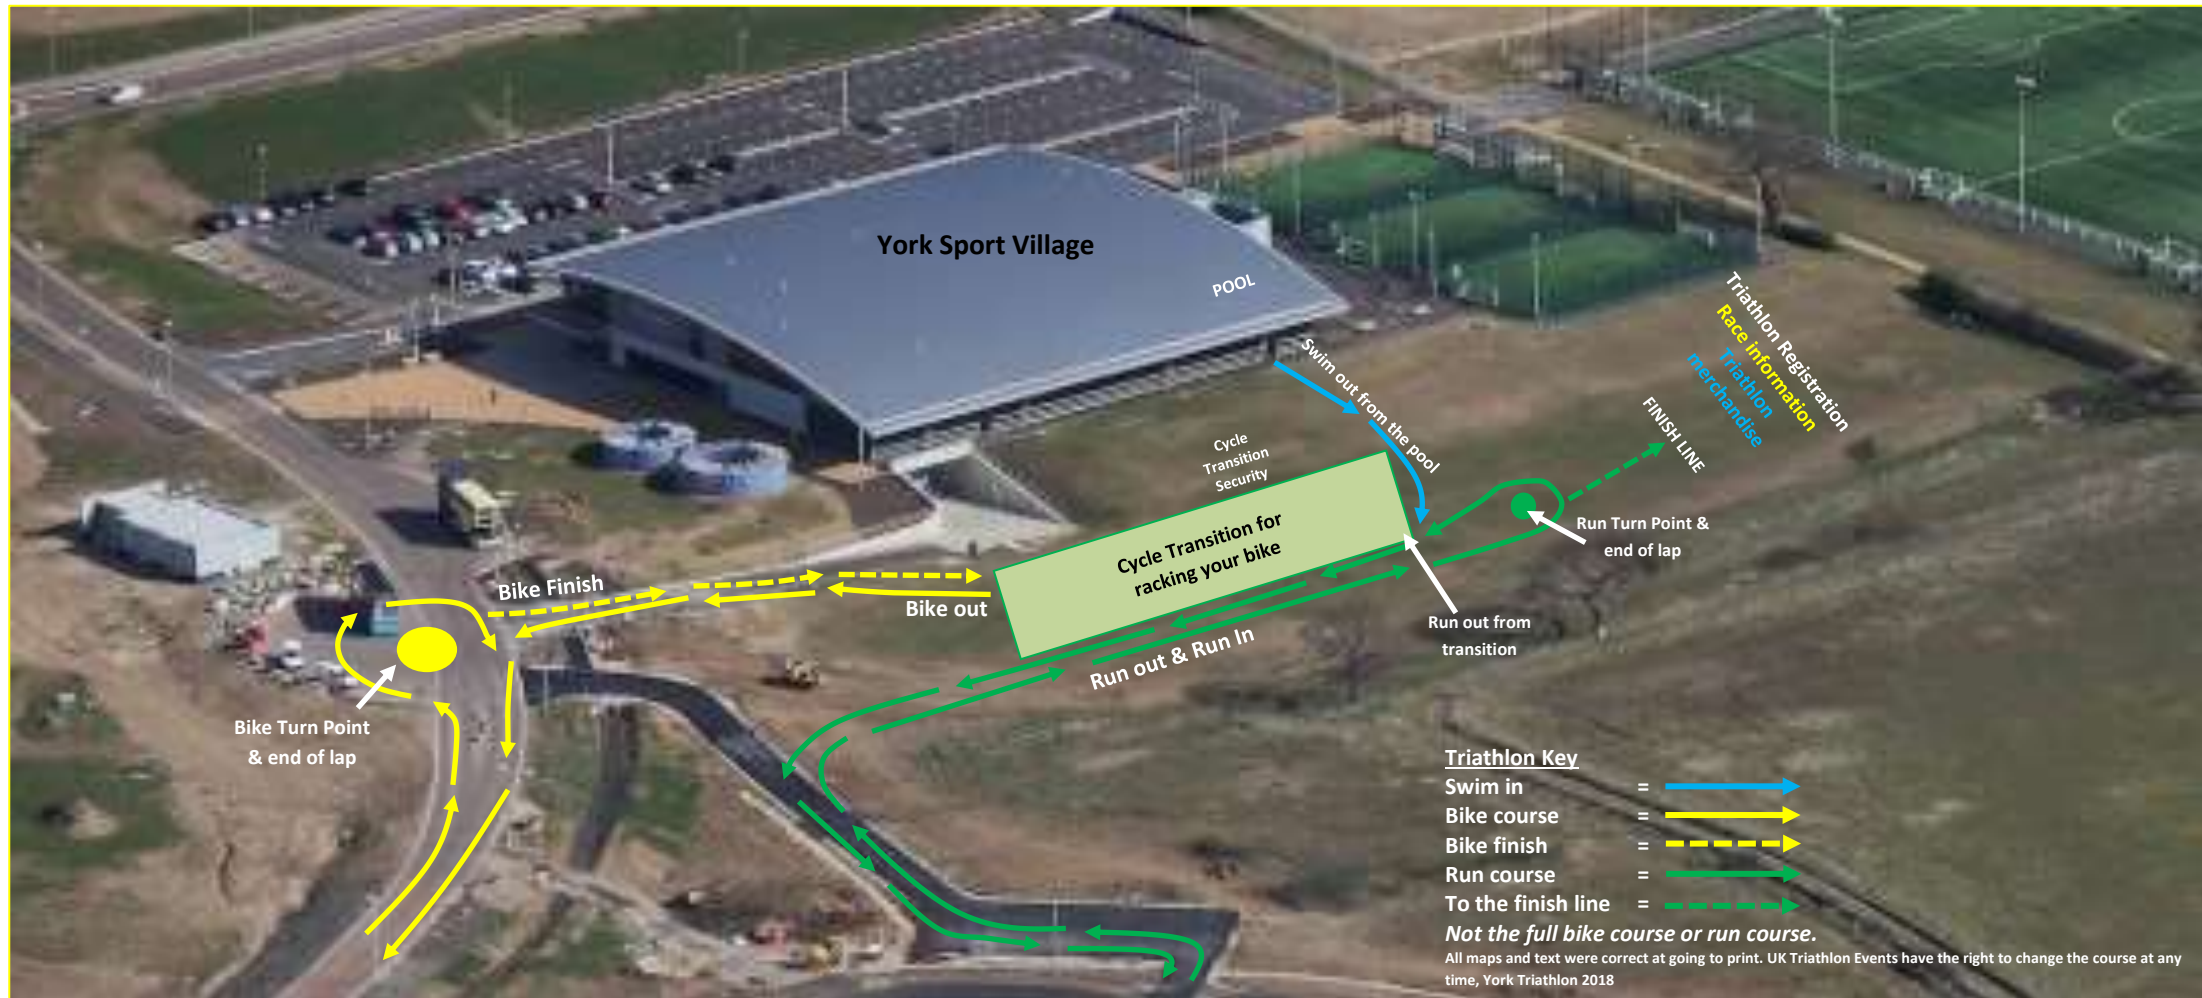 York Sport Village
POOL
Swim out from the pool
Triathlon Registration
Race information
Triathlon
merchandise
FINISH LINE
Cycle
Transition
Security
Cycle Transition for
racking your bike
Run Turn Point &
end of lap
Bike Finish
Bike out
Run out from
transition
Run out & Run In
Bike Turn Point
& end of lap
Triathlon Key
Swim in =
Bike course =
Bike finish =
Run course =
To the finish line =
Not the full bike course or run course.
All maps and text were correct at going to print. UK Triathlon Events have the right to change the course at any
time, York Triathlon 2018